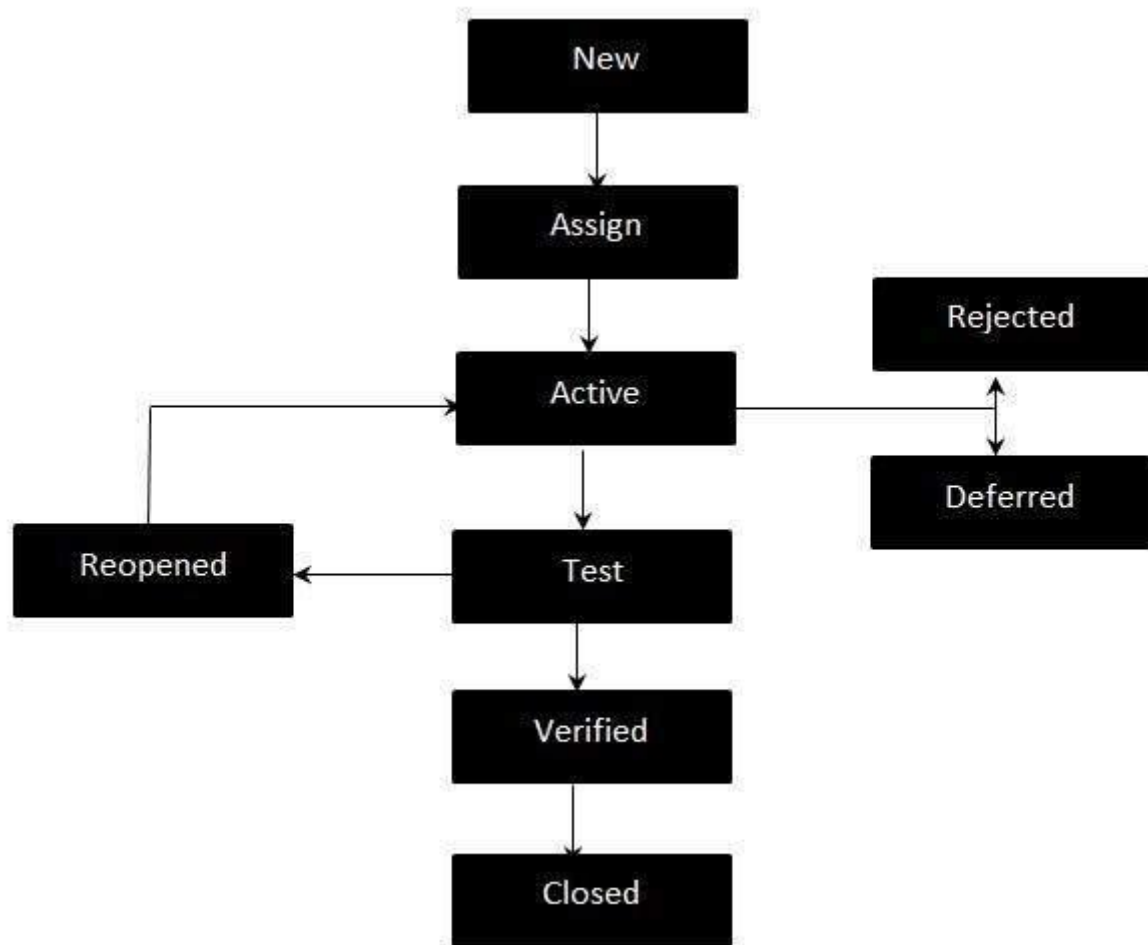 New
Assign
Rejected
Active
Deferred
Reopened
Test
Verified
Closed